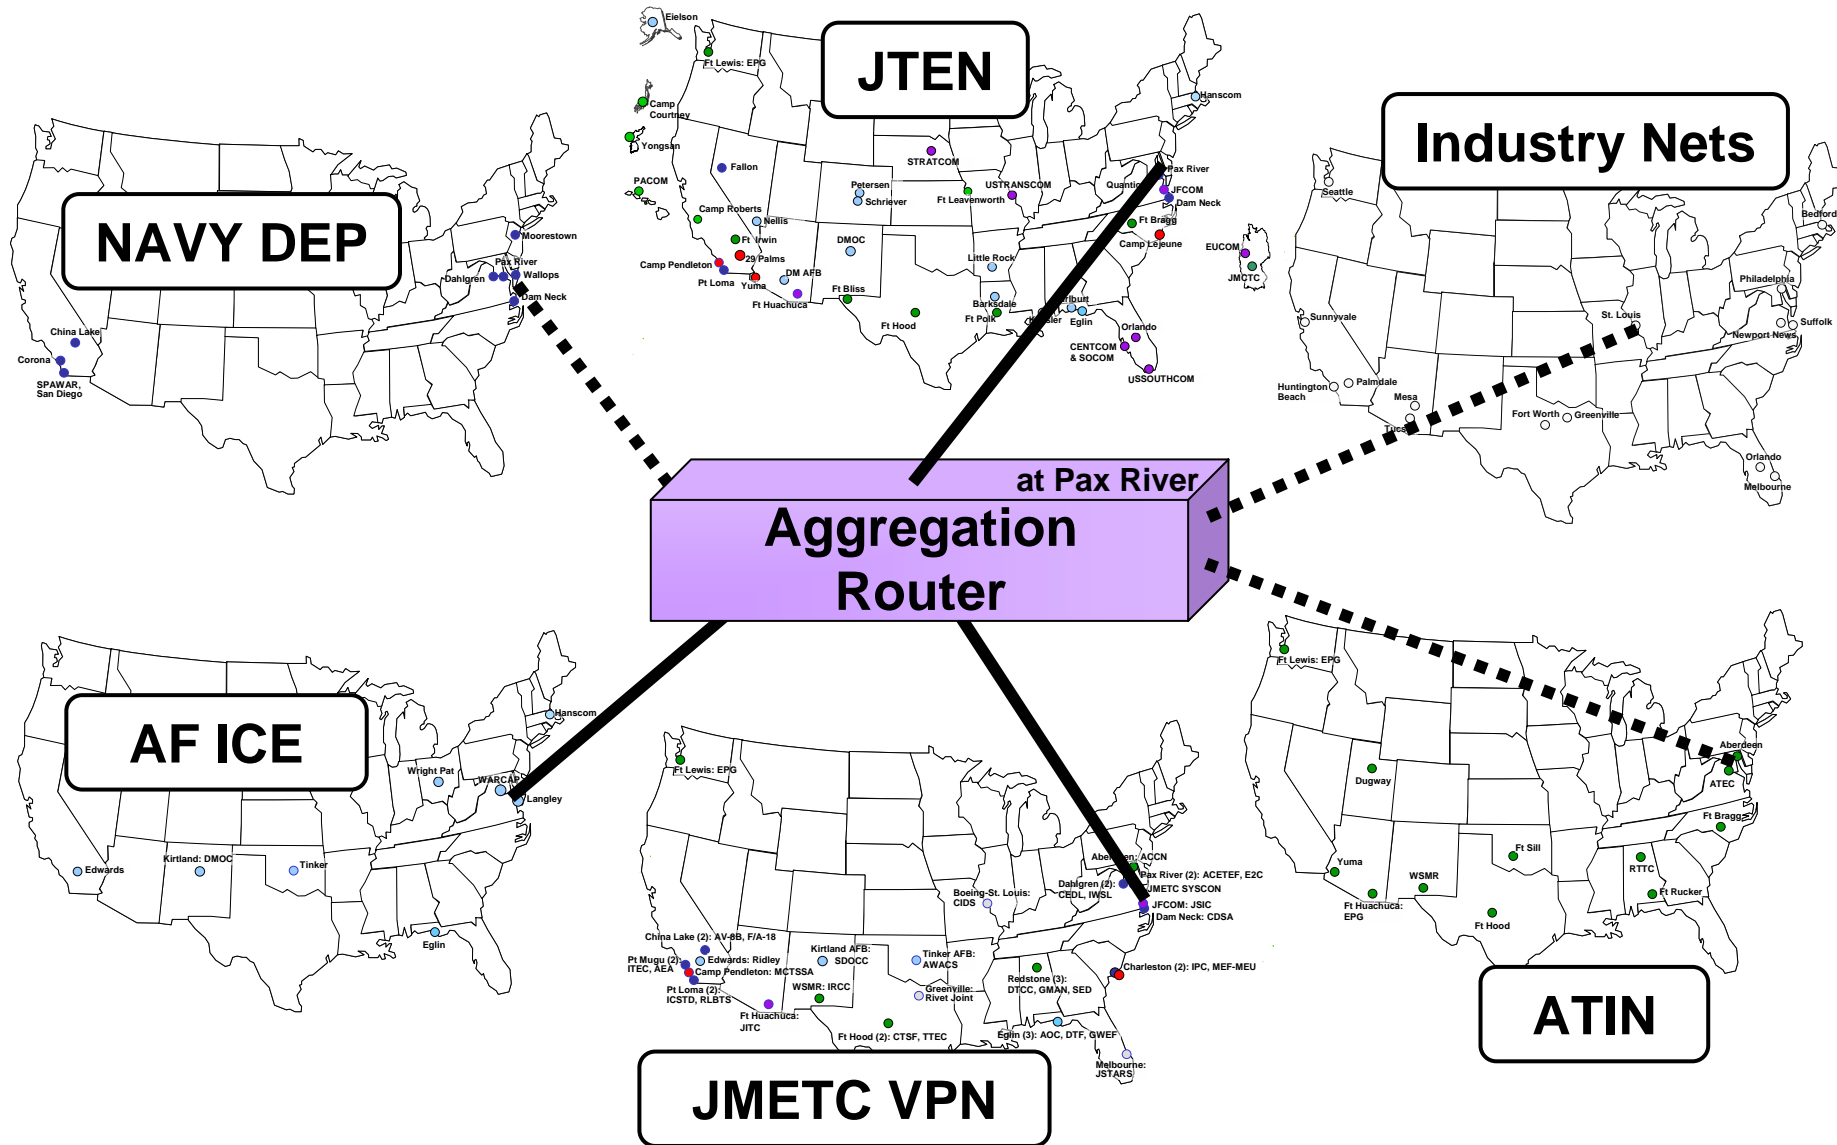 Eielson
Ft Lewis: EPG
JTEN
Hanscom
Camp
Courtney
Yongsan
Fallon
STRATCOM
Pax River
PACOM
Petersen
Schriever
USTRANSCOM
Ft Leavenworth
JFCOM
Dam Neck
Camp Roberts
Nellis
Ft Bragg
Ft Irwin
DMOC
Camp Lejeune
29 Palms
Camp Pendleton
Little Rock
Pt Loma
Yuma
DM AFB
Ft Huachuca
Ft Bliss
Barksdale
Ft Polk
Eglin
Ft Hood
Orlando
CENTCOM
& SOCOM
USSOUTHCOM
EUCOM
JMCTC
NAVY DEP
Moorestown
Pax River
Dahlgren
Wallops
Dam Neck
China Lake
Corona
SPAWAR,
San Diego
Industry Nets
Seattle
Bedford
Philadelphia
St. Louis
Suffolk
Newport News
Sunnyvale
Huntington
Beach
Palmdale
Mesa
Fort Worth
Greenville
Orlando
Melbourne
at Pax River
Aggregation
Router
AF ICE
Hanscom
Wright Pat
WARCAP
Langley
Edwards
Kirtland: DMOC
Tinker
Eglin
Ft Lewis: EPG
Boeing-St. Louis:
CIDS
Pax River (2): ACETEF, E2C
Dahlgren (2):
CEDL, IWSL
JMETC SYSCON
JFCOM: JSIC
Dam Neck: CDSA
China Lake (2): AV-8B, F/A-18
Pt Mugu (2):
ITEC, AEA
Edwards: Ridley
Camp Pendleton: MCTSSA
Pt Loma (2):
ICSTD, RLBTS
Kirtland AFB:
SDOCC
WSMR: IRCC
Ft Huachuca:
JITC
Tinker AFB:
AWACS
Greenville:
Rivet Joint
Ft Hood (2): CTSF, TTEC
Redstone (3):
DTCC, GMAN, SED
Charleston (2): IPC, MEF-MEU
Eglin (3): AOC, DTF, GWEF
Melbourne:
JSTARS
JMETC VPN
Ft Lewis: EPG
Dugway
Aberdeen
ATEC
Ft Bragg
Yuma
WSMR
Ft Huachuca:
EPG
Ft Sill
Ft Hood
RTTC
Ft Rucker
ATIN